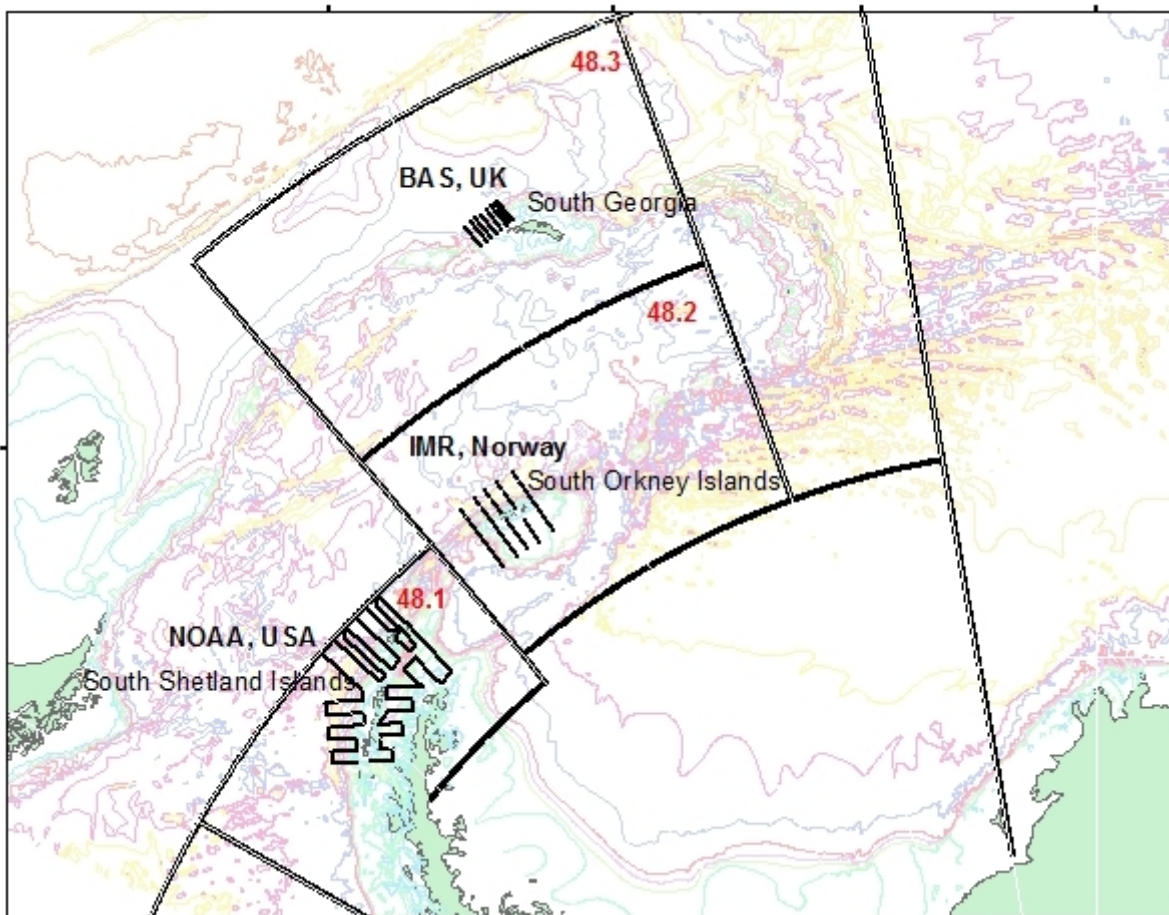 48.3
BAS, UK
South Georgia
48.2
IMR, Norway
South Orkney Islands
48.1
NOAA, USA
South Shetland Islands